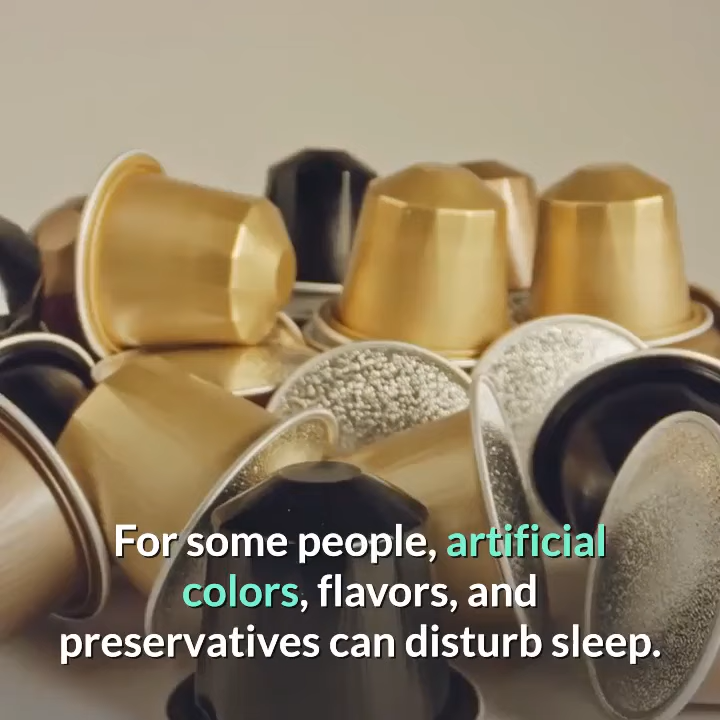 For some people, artificial
colors, flavors, and
preservatives can disturb sleep.